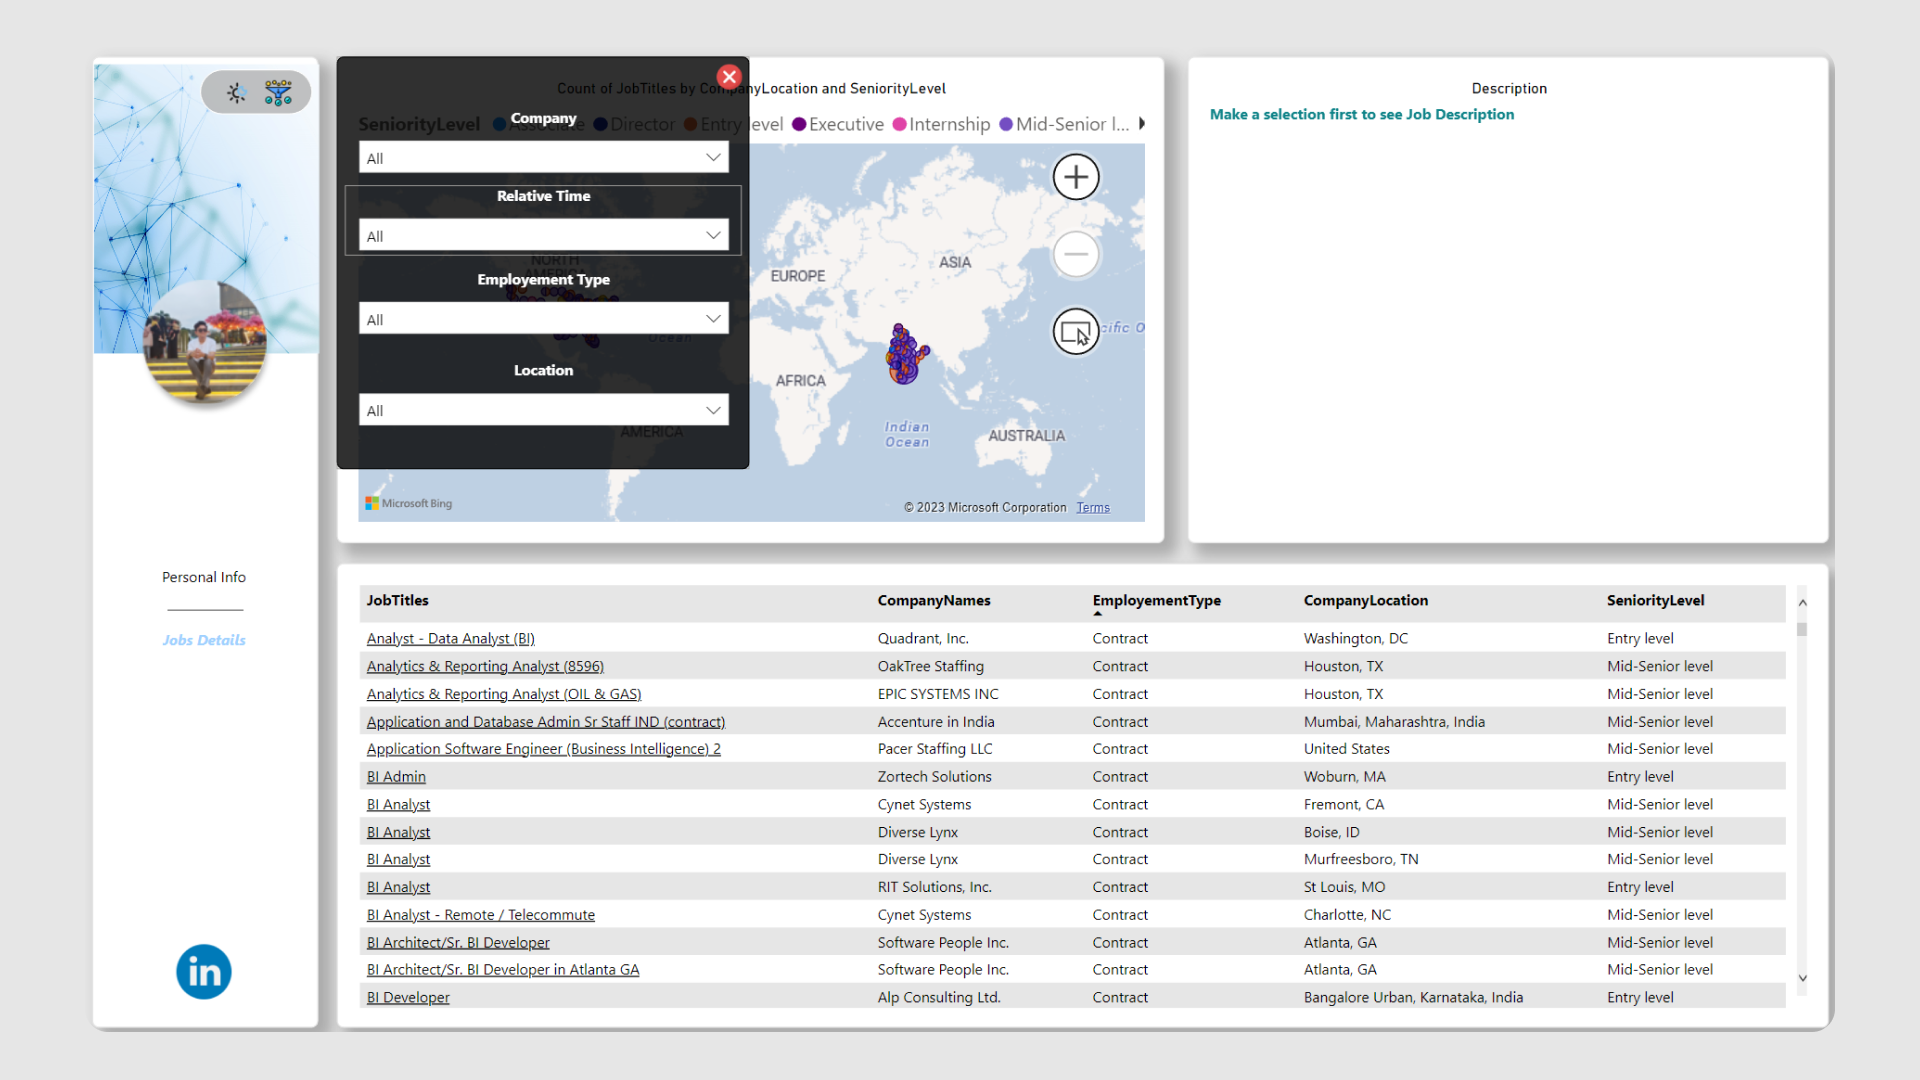 Count of JobTitles by CompanyLocation and SeniorityLevel
SeniorityLevel Associate Director Entry level Executive Internship Mid-Senior l...
Company
All
Relative Time
All
Employement Type
All
Location
All
NORTH
AMERICA
Ocean
AMERICA
EUROPE
ASIA
AFRICA
Indian
Ocean
AUSTRALIA
cific O
Microsoft Bing
© 2023 Microsoft Corporation Terms
Description
Make a selection first to see Job Description
Personal Info
Jobs Details
in
JobTitles CompanyNames EmployementType CompanyLocation SeniorityLevel
Analyst - Data Analyst (BI) Quadrant, Inc. Contract Washington, DC Entry level
Analytics & Reporting Analyst (8596) OakTree Staffing Contract Houston, TX Mid-Senior level
Analytics & Reporting Analyst (OIL & GAS) EPIC SYSTEMS INC Contract Houston, TX Mid-Senior level
Application and Database Admin Sr Staff IND (contract) Accenture in India Contract Mumbai, Maharashtra, India Mid-Senior level
Application Software Engineer (Business Intelligence) 2 Pacer Staffing LLC Contract United States Mid-Senior level
BI Admin Zortech Solutions Contract Woburn, MA Entry level
BI Analyst Cynet Systems Contract Fremont, CA Mid-Senior level
BI Analyst Diverse Lynx Contract Boise, ID Mid-Senior level
BI Analyst Diverse Lynx Contract Murfreesboro, TN Mid-Senior level
BI Analyst RIT Solutions, Inc. Contract St Louis, MO Entry level
BI Analyst - Remote / Telecommute Cynet Systems Contract Charlotte, NC Mid-Senior level
BI Architect/Sr. BI Developer Software People Inc. Contract Atlanta, GA Mid-Senior level
BI Architect/Sr. BI Developer in Atlanta GA Software People Inc. Contract Atlanta, GA Mid-Senior level
BI Developer Alp Consulting Ltd. Contract Bangalore Urban, Karnataka, India Entry level